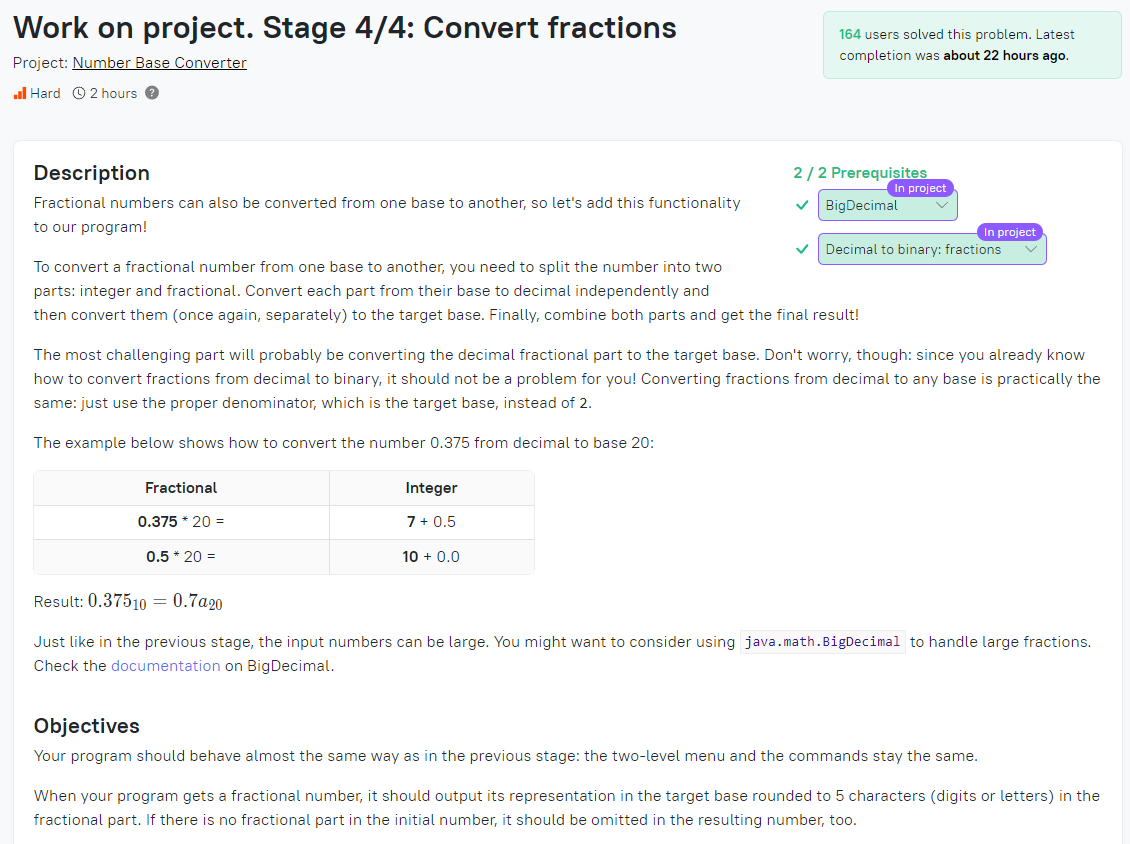 Work on project. Stage 4/4: Convert fractions
Project: Number Base Converter
Hard 2 hours ?
164 users solved this problem. Latest
completion was about 22 hours ago.
Description
Fractional numbers can also be converted from one base to another, so let's add this functionality
to our program!
2 / 2 Prerequisites
In project
BigDecimal
In project
Decimal to binary: fractions
To convert a fractional number from one base to another, you need to split the number into two
parts: integer and fractional. Convert each part from their base to decimal independently and
then convert them (once again, separately) to the target base. Finally, combine both parts and get the final result!
The most challenging part will probably be converting the decimal fractional part to the target base. Don't worry, though: since you already know
how to convert fractions from decimal to binary, it should not be a problem for you! Converting fractions from decimal to any base is practically the
same: just use the proper denominator, which is the target base, instead of 2.
The example below shows how to convert the number 0.375 from decimal to base 20:
Fractional Integer
0.375 * 20 = 7 + 0.5
0.5 * 20 = 10 + 0.0
Result: 0.375₁₀ = 0.7a₂₀
Just like in the previous stage, the input numbers can be large. You might want to consider using java.math.BigDecimal to handle large fractions.
Check the documentation on BigDecimal.
Objectives
Your program should behave almost the same way as in the previous stage: the two-level menu and the commands stay the same.
When your program gets a fractional number, it should output its representation in the target base rounded to 5 characters (digits or letters) in the
fractional part. If there is no fractional part in the initial number, it should be omitted in the resulting number, too.